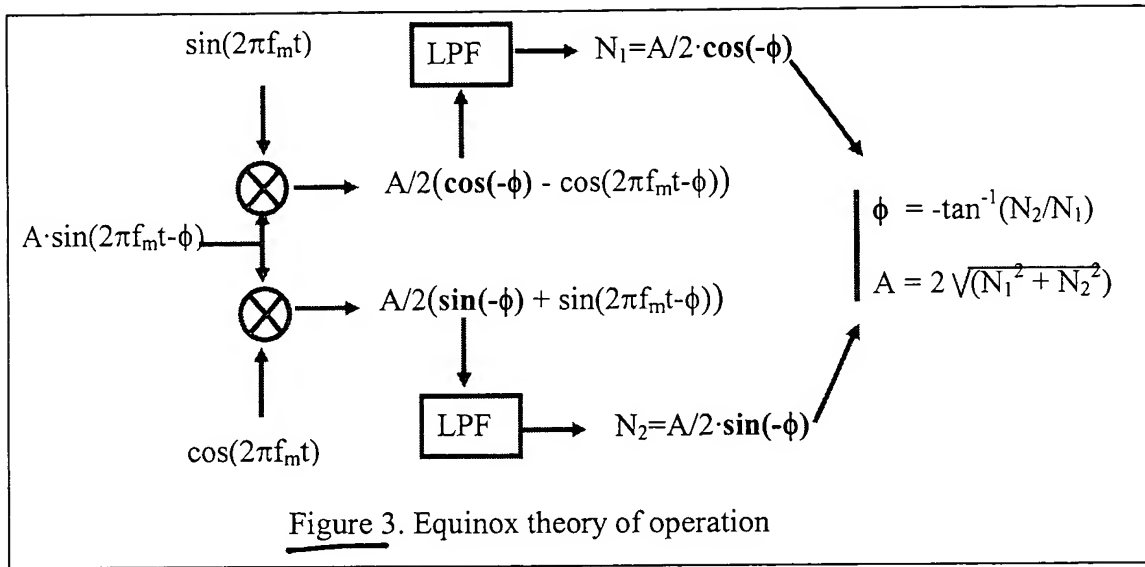 sin(2πfₘt)
LPF
N₁=A/2·cos(-ϕ)
A/2(cos(-ϕ) - cos(2πfₘt-ϕ))
ϕ = -tan⁻¹(N₂/N₁)
A·sin(2πfₘt-ϕ)
A = 2 √(N₁² + N₂²)
A/2(sin(-ϕ) + sin(2πfₘt-ϕ))
LPF
N₂=A/2·sin(-ϕ)
cos(2πfₘt)
Figure 3. Equinox theory of operation